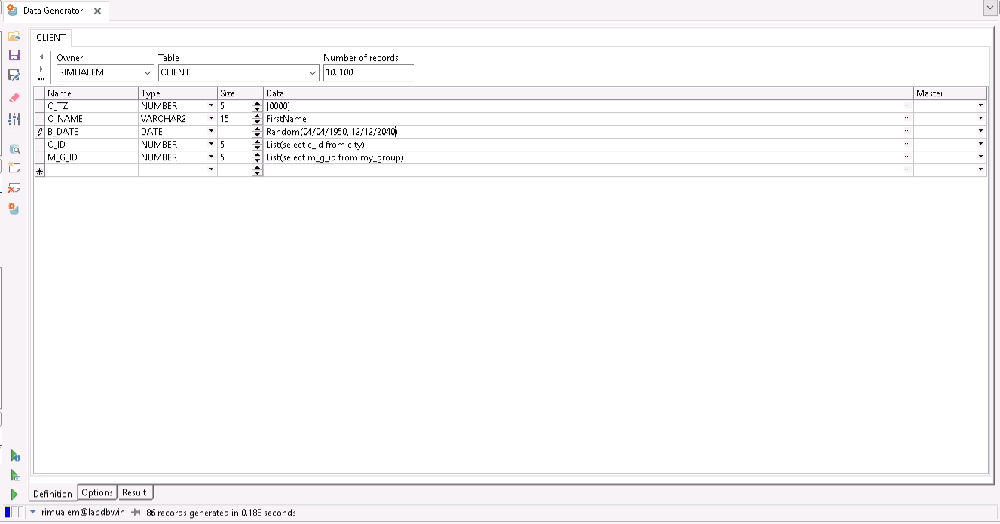 Data Generator
CLIENT
Owner Table Number of records
RIMUALEM CLIENT 10..100
Name Type Size Data Master
C_TZ NUMBER 5 [0000]
C_NAME VARCHAR2 15 FirstName
B_DATE DATE Random(04/04/1950, 12/12/2040)
C_ID NUMBER 5 List(select c_id from city)
M_G_ID NUMBER 5 List(select m_g_id from my_group)
Definition Options Result
rimualem@labdbwin 86 records generated in 0.188 seconds